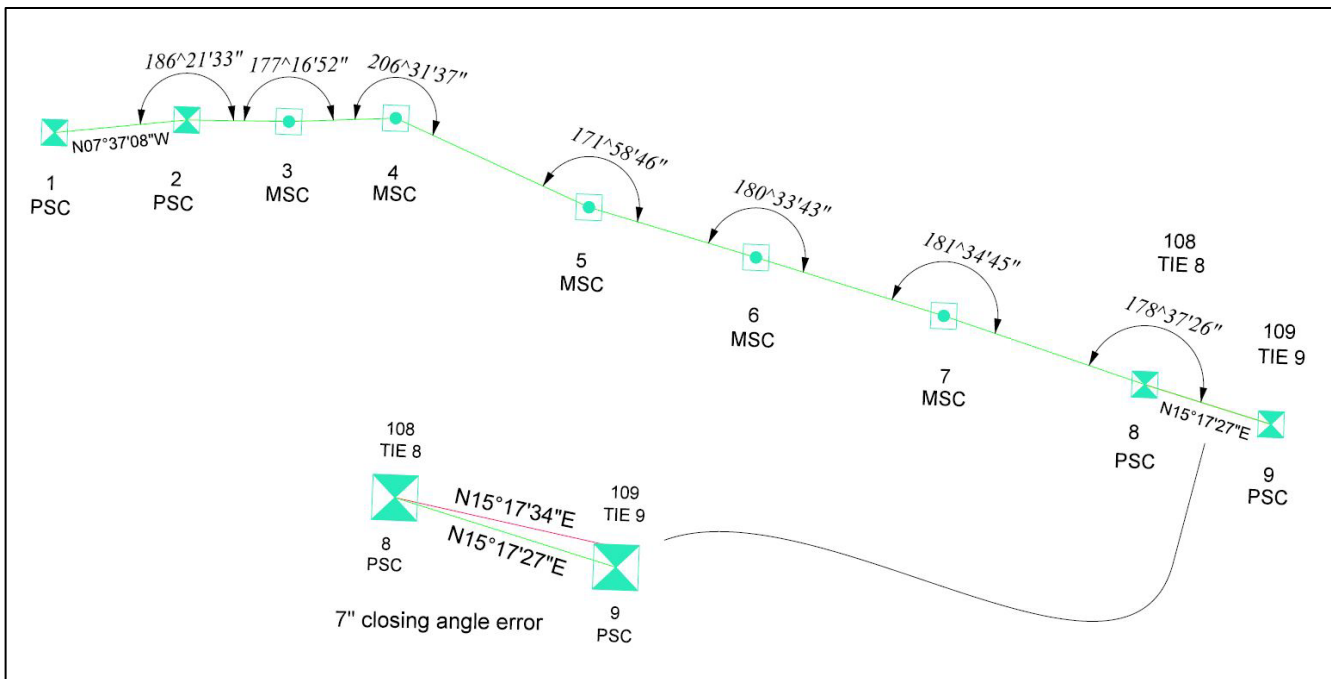 186^21'33"
177^16'52"
206^31'37"
N07°37'08"W
1
PSC
2
PSC
3
MSC
4
MSC
171^58'46"
5
MSC
180^33'43"
6
MSC
181^34'45"
7
MSC
108
TIE 8
178^37'26"
109
TIE 9
N15°17'27"E
8
PSC
9
PSC
108
TIE 8
N15°17'34"E
109
TIE 9
N15°17'27"E
8
PSC
9
PSC
7" closing angle error